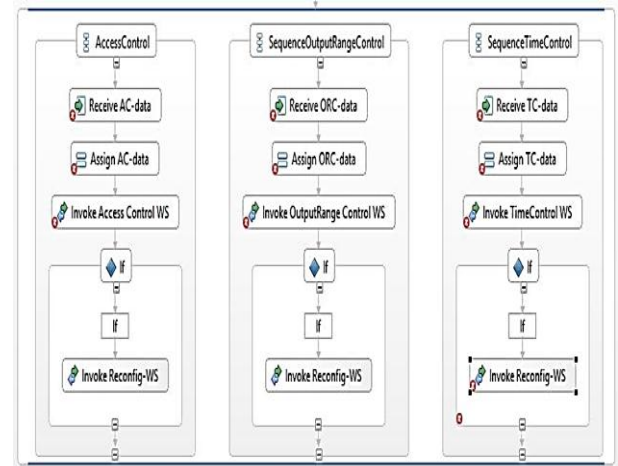 AccessControl
Receive AC-data
Assign AC-data
Invoke Access Control WS
If
If
Invoke Reconfig-WS
SequenceOutputRangeControl
Receive ORC-data
Assign ORC-data
Invoke OutputRange Control WS
If
If
Invoke Reconfig-WS
SequenceTimeControl
Receive TC-data
Assign TC-data
Invoke TimeControl WS
If
If
Invoke Reconfig-WS